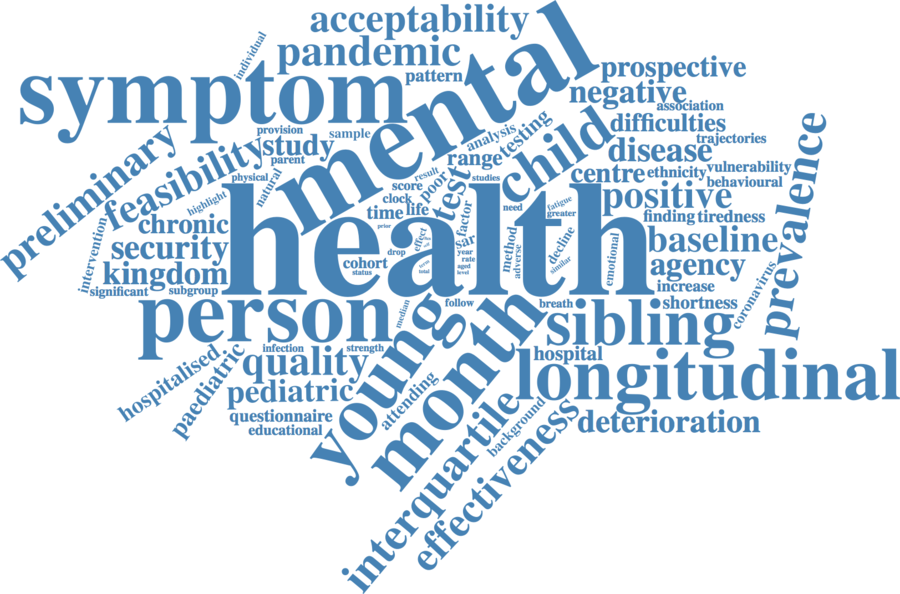 individual
acceptability
pandemic
pattern
mental
symptom
prospective
negative
association
difficulties
trajectories
preliminary
feasibility
provision
sample
study
parent
analysis
testing
range
child
disease
centre
ethnicity
vulnerability
behavioural
prevalence
physical
natural
highlight
result
score
poor
test
studies
clock
time
life
factor
need
fatigue
greater
positive
finding
tiredness
intervention
chronic
security
kingdom
significant
subgroup
health
prior
effect
drop
cohort
status
total
sar
year
rate
aged
level
method
adverse
decline
similar
emotional
baseline
agency
increase
coronavirus
shortness
person
median
young
follow
month
breath
sibling
hospitalised
paediatric
infection
strength
quality
pediatric
questionnaire
educational
attending
hospital
longitudinal
interquartile
background
effectiveness
deterioration